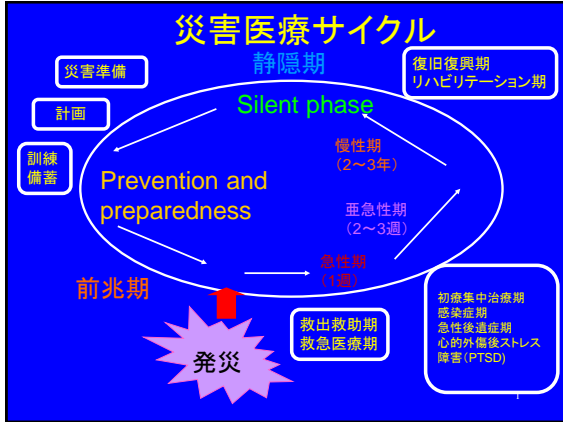 災害医療サイクル
静隠期
Silent phase
災害準備
計画
訓練
備蓄
Prevention and
preparedness
前兆期
発災
急性期
(1週)
救出救助期
救急医療期
亜急性期
(2～3週)
初療集中治療期
感染症期
急性後遺症期
心的外傷後ストレス
障害(PTSD)
慢性期
(2～3年)
復旧復興期
リハビリテーション期
1